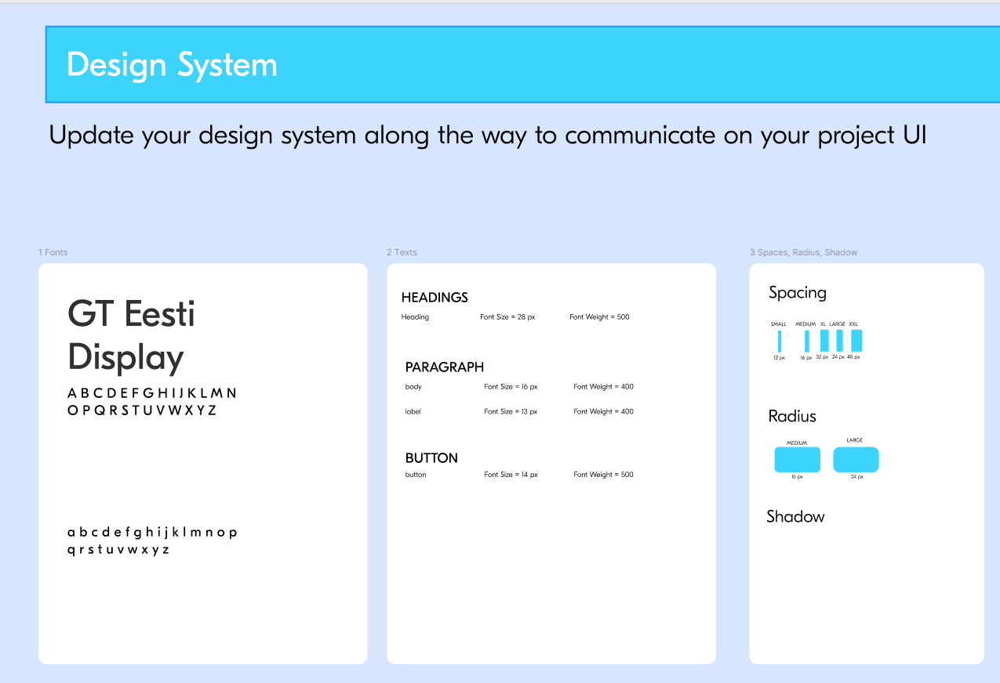 Design System
Update your design system along the way to communicate on your project UI
1 Fonts
GT Eesti
Display
A B C D E F G H I J K L M N
O P Q R S T U V W X Y Z
a b c d e f g h i j k l m n o p
q r s t u v w x y z
2 Texts
HEADINGS
Heading Font Size = 28 px Font Weight = 500
PARAGRAPH
body Font Size = 16 px Font Weight = 400
label Font Size = 13 px Font Weight = 400
BUTTON
button Font Size = 14 px Font Weight = 500
3 Spaces, Radius, Shadow
Spacing
SMALL MEDIUM XL LARGE XXL
12 px 16 px 32 px 24 px 40 px
Radius
MEDIUM LARGE
16 px 24 px
Shadow